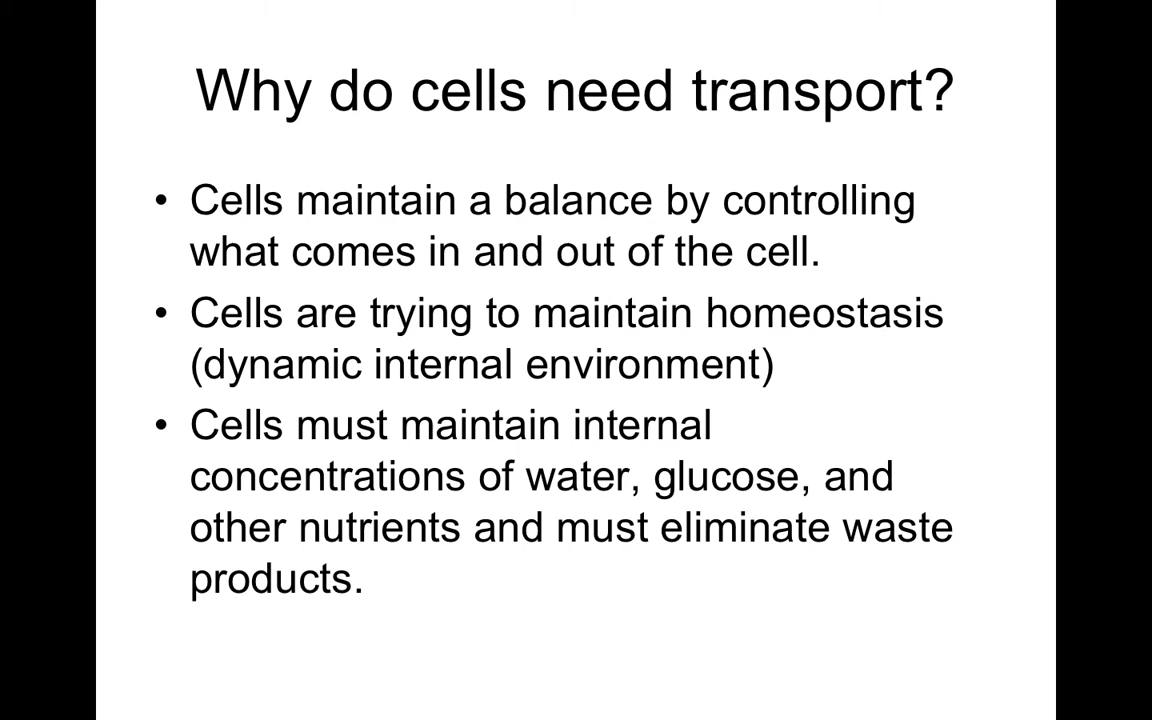 Why do cells need transport?
• Cells maintain a balance by controlling
what comes in and out of the cell.
• Cells are trying to maintain homeostasis
(dynamic internal environment)
• Cells must maintain internal
concentrations of water, glucose, and
other nutrients and must eliminate waste
products.